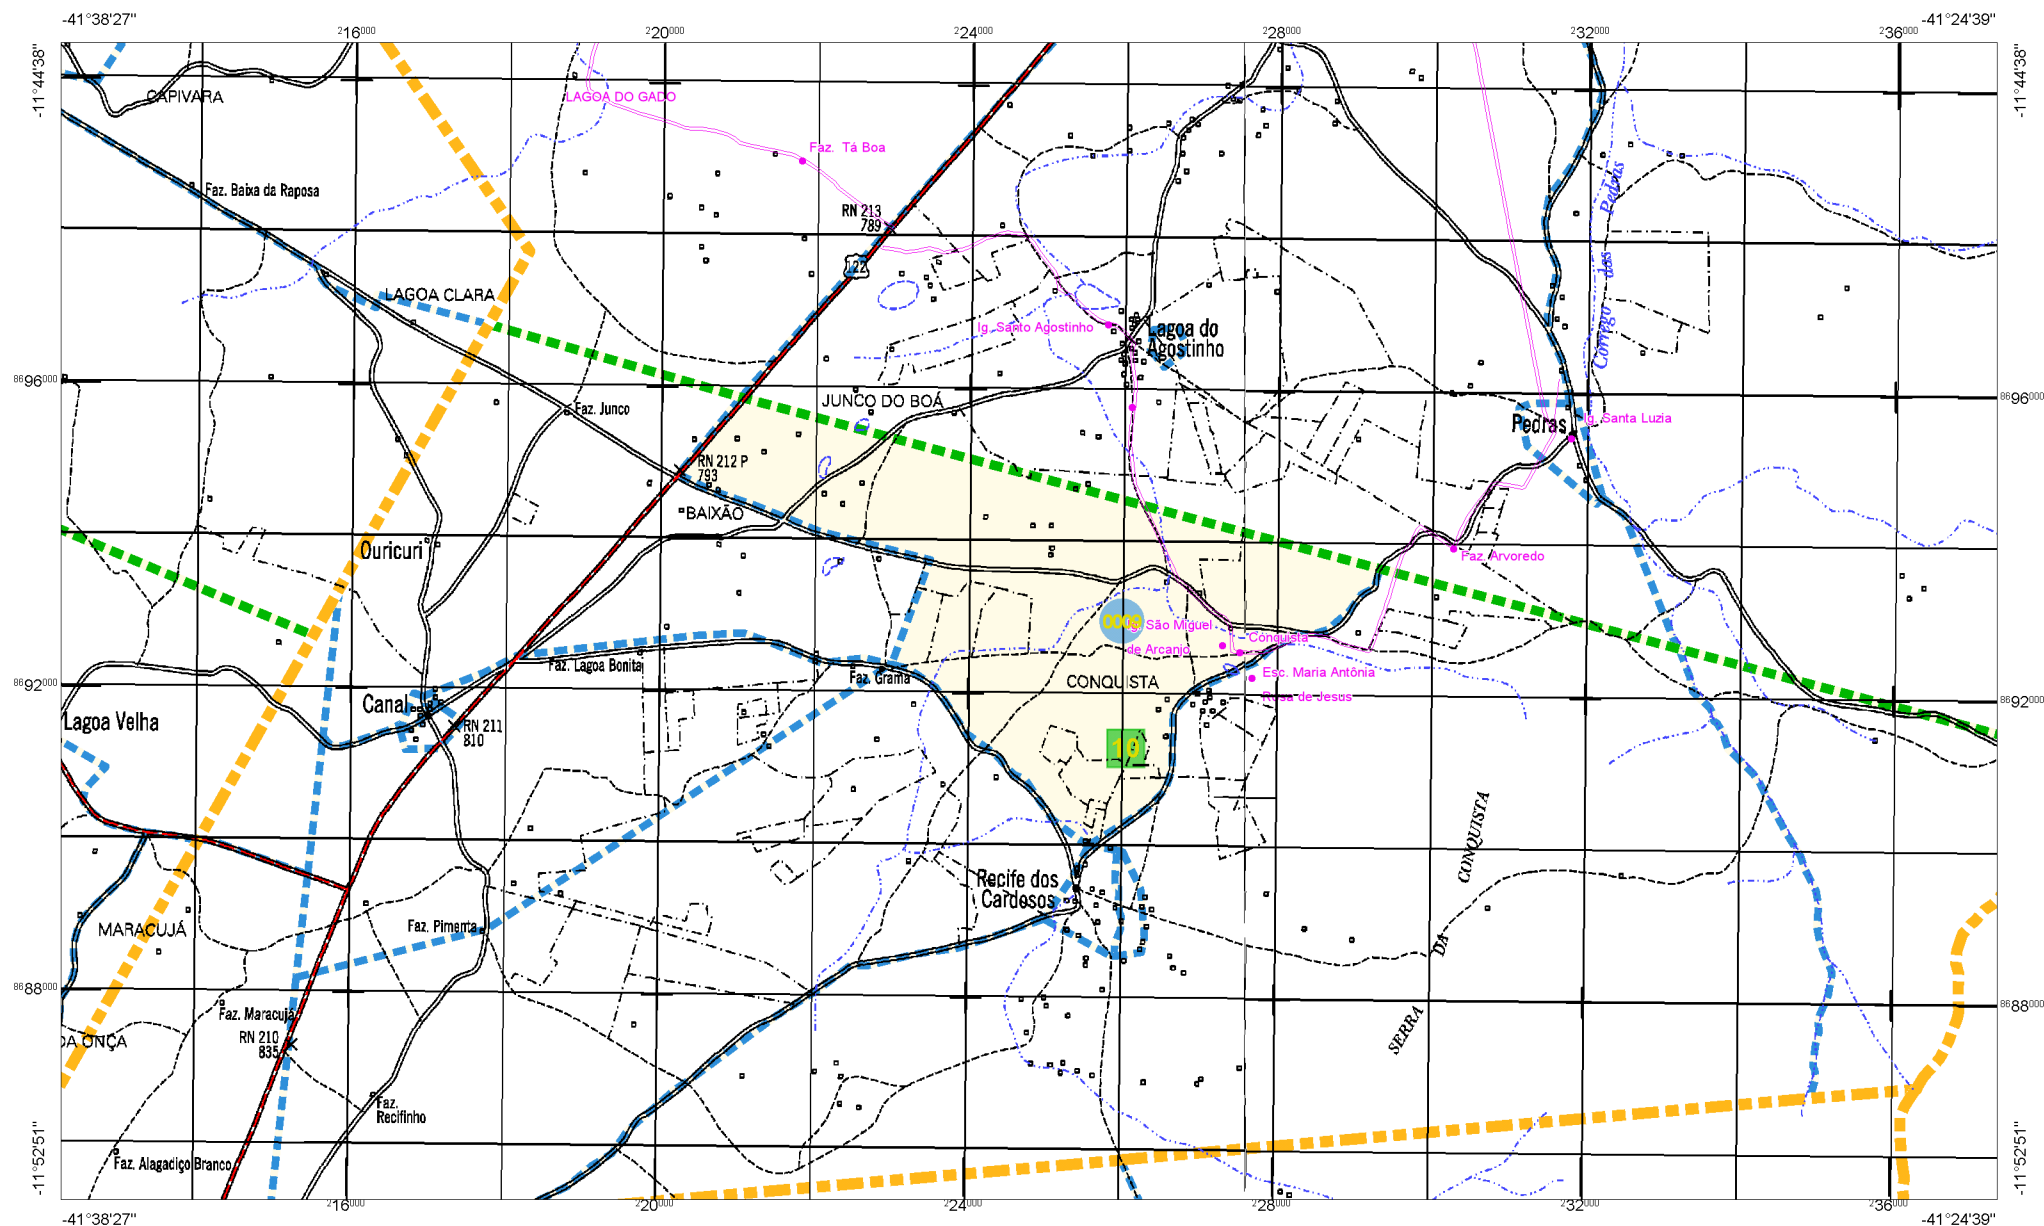 -41°38'27"
²16⁰⁰⁰
²20⁰⁰⁰
²24⁰⁰⁰
²28⁰⁰⁰
²32⁰⁰⁰
²36⁰⁰⁰
-41°24'39"
-11°44'38"
-11°44'38"
CAPIVARA
LAGOA DO GADO
Faz. Tá Boa
Faz. Baixa da Raposa
RN 213
789
122
Pedras
das
Corrego
LAGOA CLARA
Ig. Santo Agostinho
Lagoa do
Agostinho
86⁹⁶⁰⁰⁰
86⁹⁶⁰⁰⁰
Faz. Junco
JUNCO DO BOÁ
Pedras
Ig. Santa Luzia
RN 212 P
793
BAIXÃO
Ouricuri
Faz. Arvoredo
Ig. São Miguel
de Arcanjo
Conquista
Esc. Maria Antônia
Rosa de Jesus
Faz. Lagoa Bonita
Faz. Grama
CONQUISTA
86⁹²⁰⁰⁰
86⁹²⁰⁰⁰
Canal
Lagoa Velha
RN 211
810
10
Recife dos
Cardosos
CONQUISTA
DA
SERRA
MARACUJÁ
Faz. Pimenta
86⁸⁸⁰⁰⁰
86⁸⁸⁰⁰⁰
Faz. Maracujá
RN 210
835
DA ONÇA
Faz.
Recifinho
Faz. Alagadiço Branco
-11°52'51"
-11°52'51"
-41°38'27"
²16⁰⁰⁰
²20⁰⁰⁰
²24⁰⁰⁰
²28⁰⁰⁰
²32⁰⁰⁰
²36⁰⁰⁰
-41°24'39"